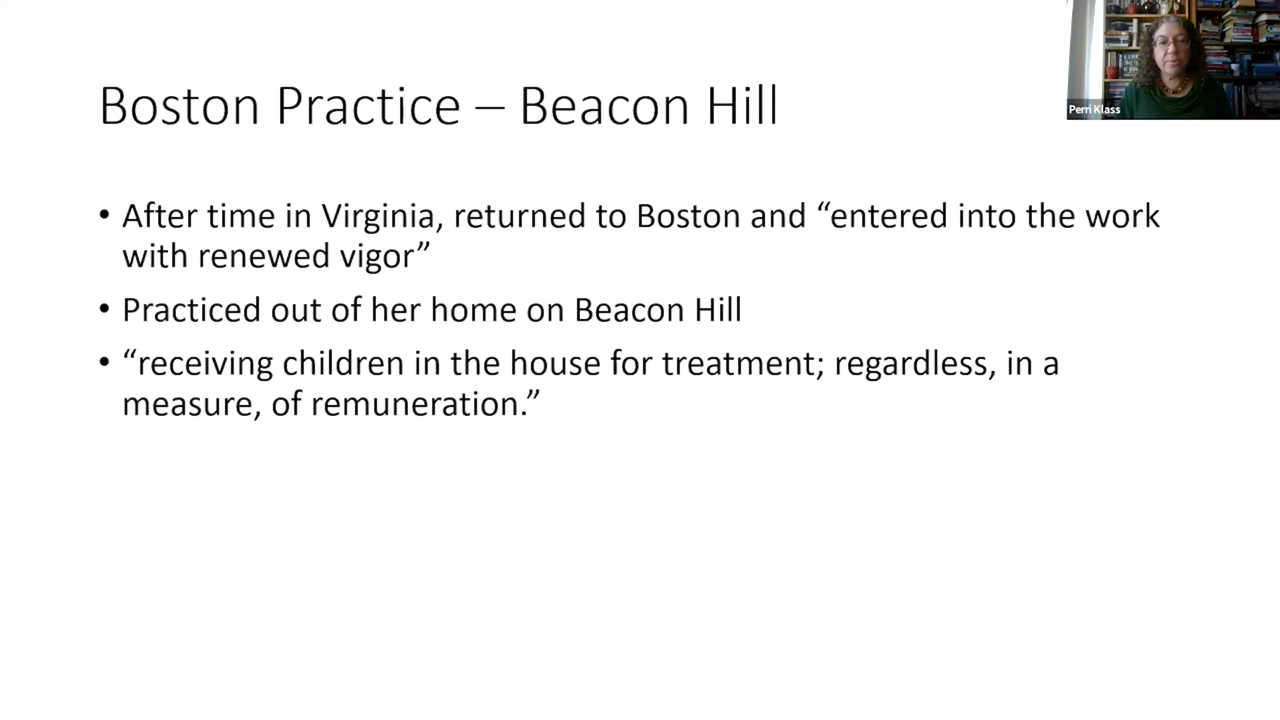 Boston Practice – Beacon Hill
Perri Klass
• After time in Virginia, returned to Boston and “entered into the work
with renewed vigor”
• Practiced out of her home on Beacon Hill
• “receiving children in the house for treatment; regardless, in a
measure, of remuneration.”